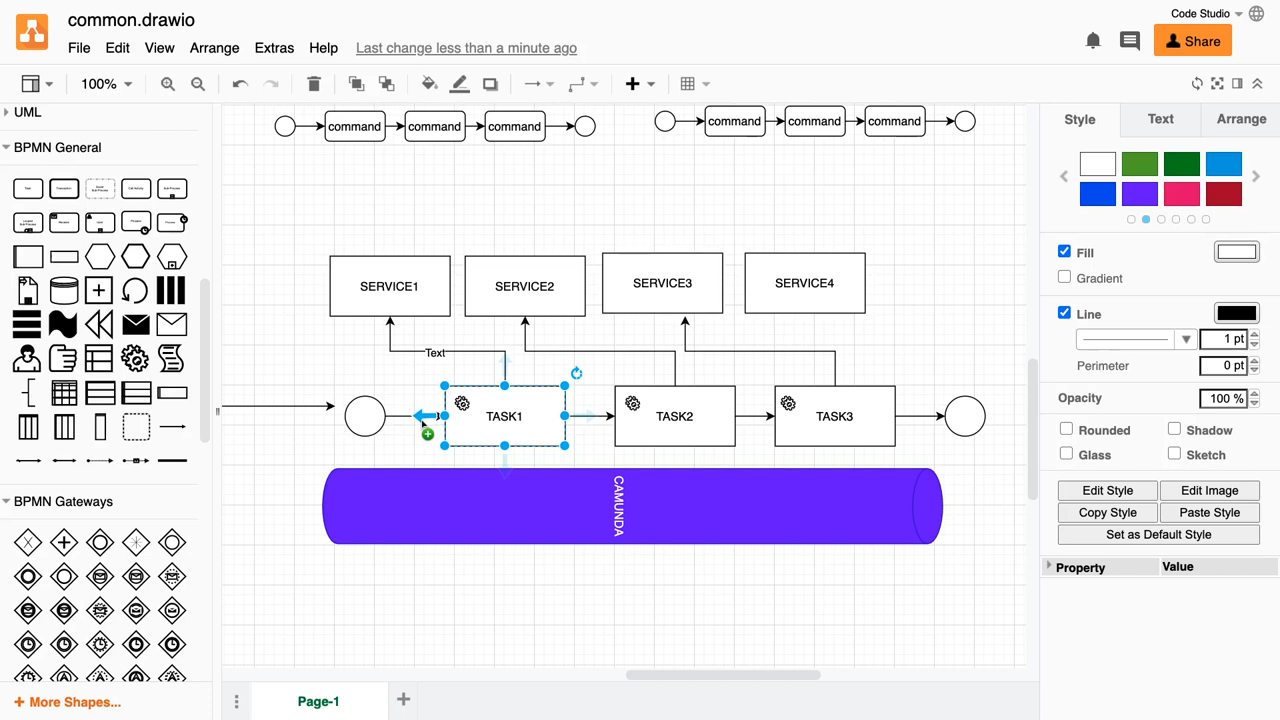 common.drawio
Code Studio
File Edit View Arrange Extras Help Last change less than a minute ago
Share
100%
UML
BPMN General
BPMN Gateways
+ More Shapes...
command command command
command command command
SERVICE1 SERVICE2 SERVICE3 SERVICE4
Text
TASK1 TASK2 TASK3
CAMUNDA
Page-1
Style Text Arrange
Fill
Gradient
Line
1 pt
Perimeter 0 pt
Opacity 100 %
Rounded Shadow
Glass Sketch
Edit Style Edit Image
Copy Style Paste Style
Set as Default Style
Property Value